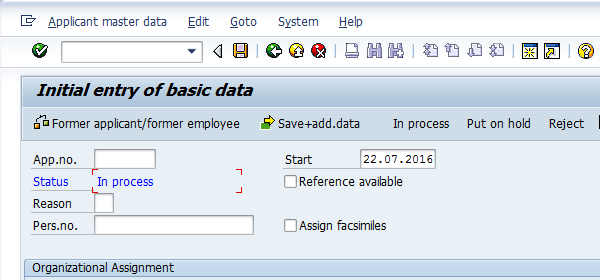 Applicant master data Edit Goto System Help
Initial entry of basic data
Former applicant/former employee Save+add.data In process Put on hold Reject
App.no. Start 22.07.2016
Status In process Reference available
Reason
Pers.no. Assign facsimiles
Organizational Assignment